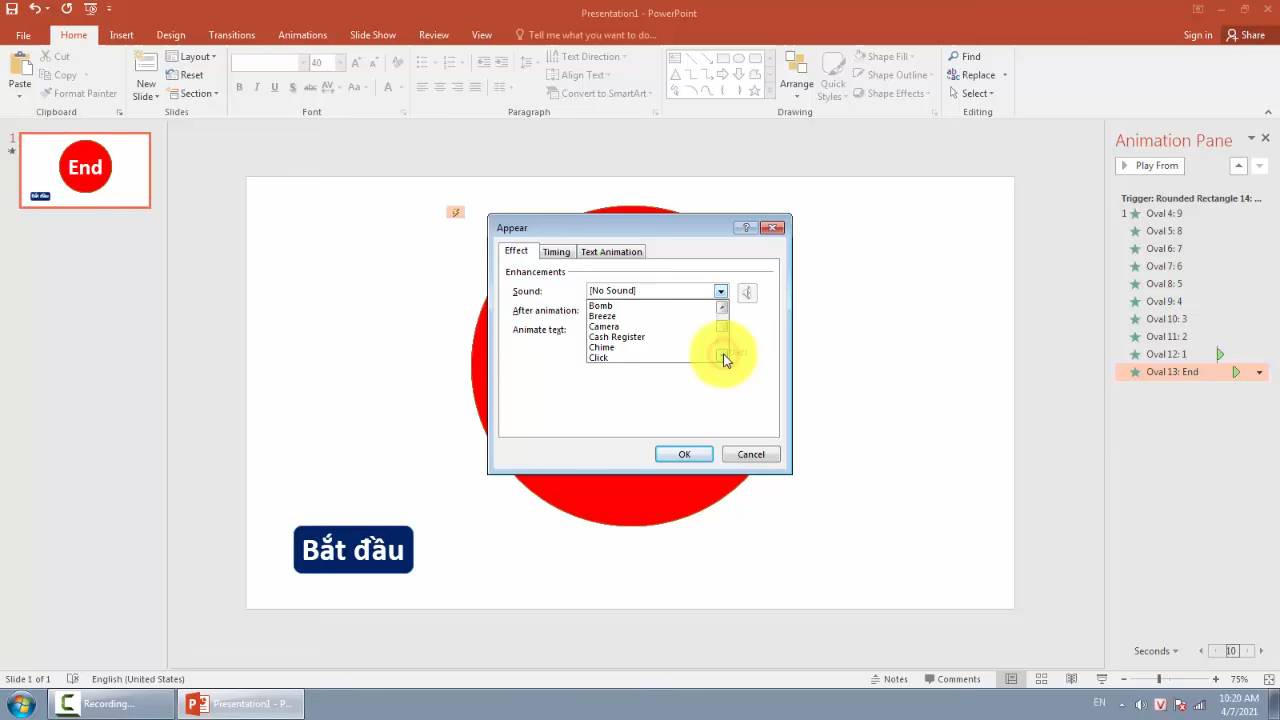 Presentation1 - PowerPoint
File Home Insert Design Transitions Animations Slide Show Review View Tell me what you want to do... Sign in Share
Paste
Cut
Copy
Format Painter
Clipboard
New Slide
Layout
Reset
Section
Slides
40
Font
Text Direction
Align Text
Convert to SmartArt
Paragraph
Arrange
Quick Styles
Shape Fill
Shape Outline
Shape Effects
Drawing
Find
Replace
Select
Editing
1
End
Bắt đầu
Bắt đầu
Appear
Effect Timing Text Animation
Enhancements
Sound: [No Sound]
After animation:
Animate text:
Bomb
Breeze
Camera
Cash Register
Chime
Click
OK Cancel
Animation Pane
Play From
Trigger: Rounded Rectangle 14: ...
1 Oval 4: 9
Oval 5: 8
Oval 6: 7
Oval 7: 6
Oval 8: 5
Oval 9: 4
Oval 10: 3
Oval 11: 2
Oval 12: 1
Oval 13: End
Seconds 10
Slide 1 of 1 English (United States) Notes Comments 75%
Recording... Presentation1 - P... EN 10:20 AM
4/7/2021